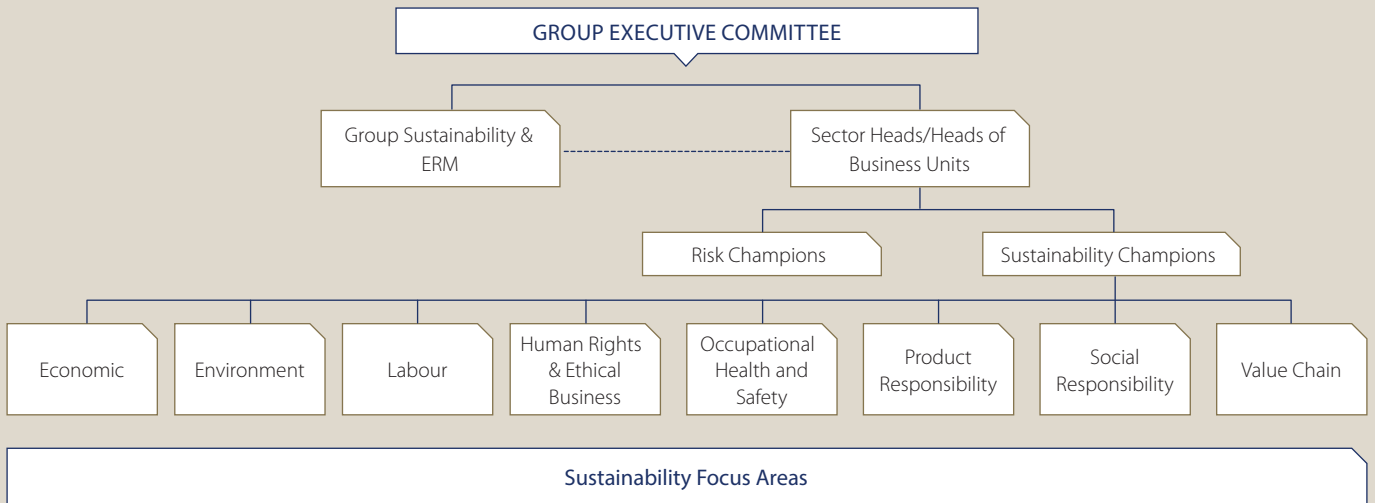 GROUP EXECUTIVE COMMITTEE
Group Sustainability &
ERM
Sector Heads/Heads of
Business Units
Risk Champions
Sustainability Champions
Economic
Environment
Labour
Human Rights
& Ethical
Business
Occupational
Health and
Safety
Product
Responsibility
Social
Responsibility
Value Chain
Sustainability Focus Areas